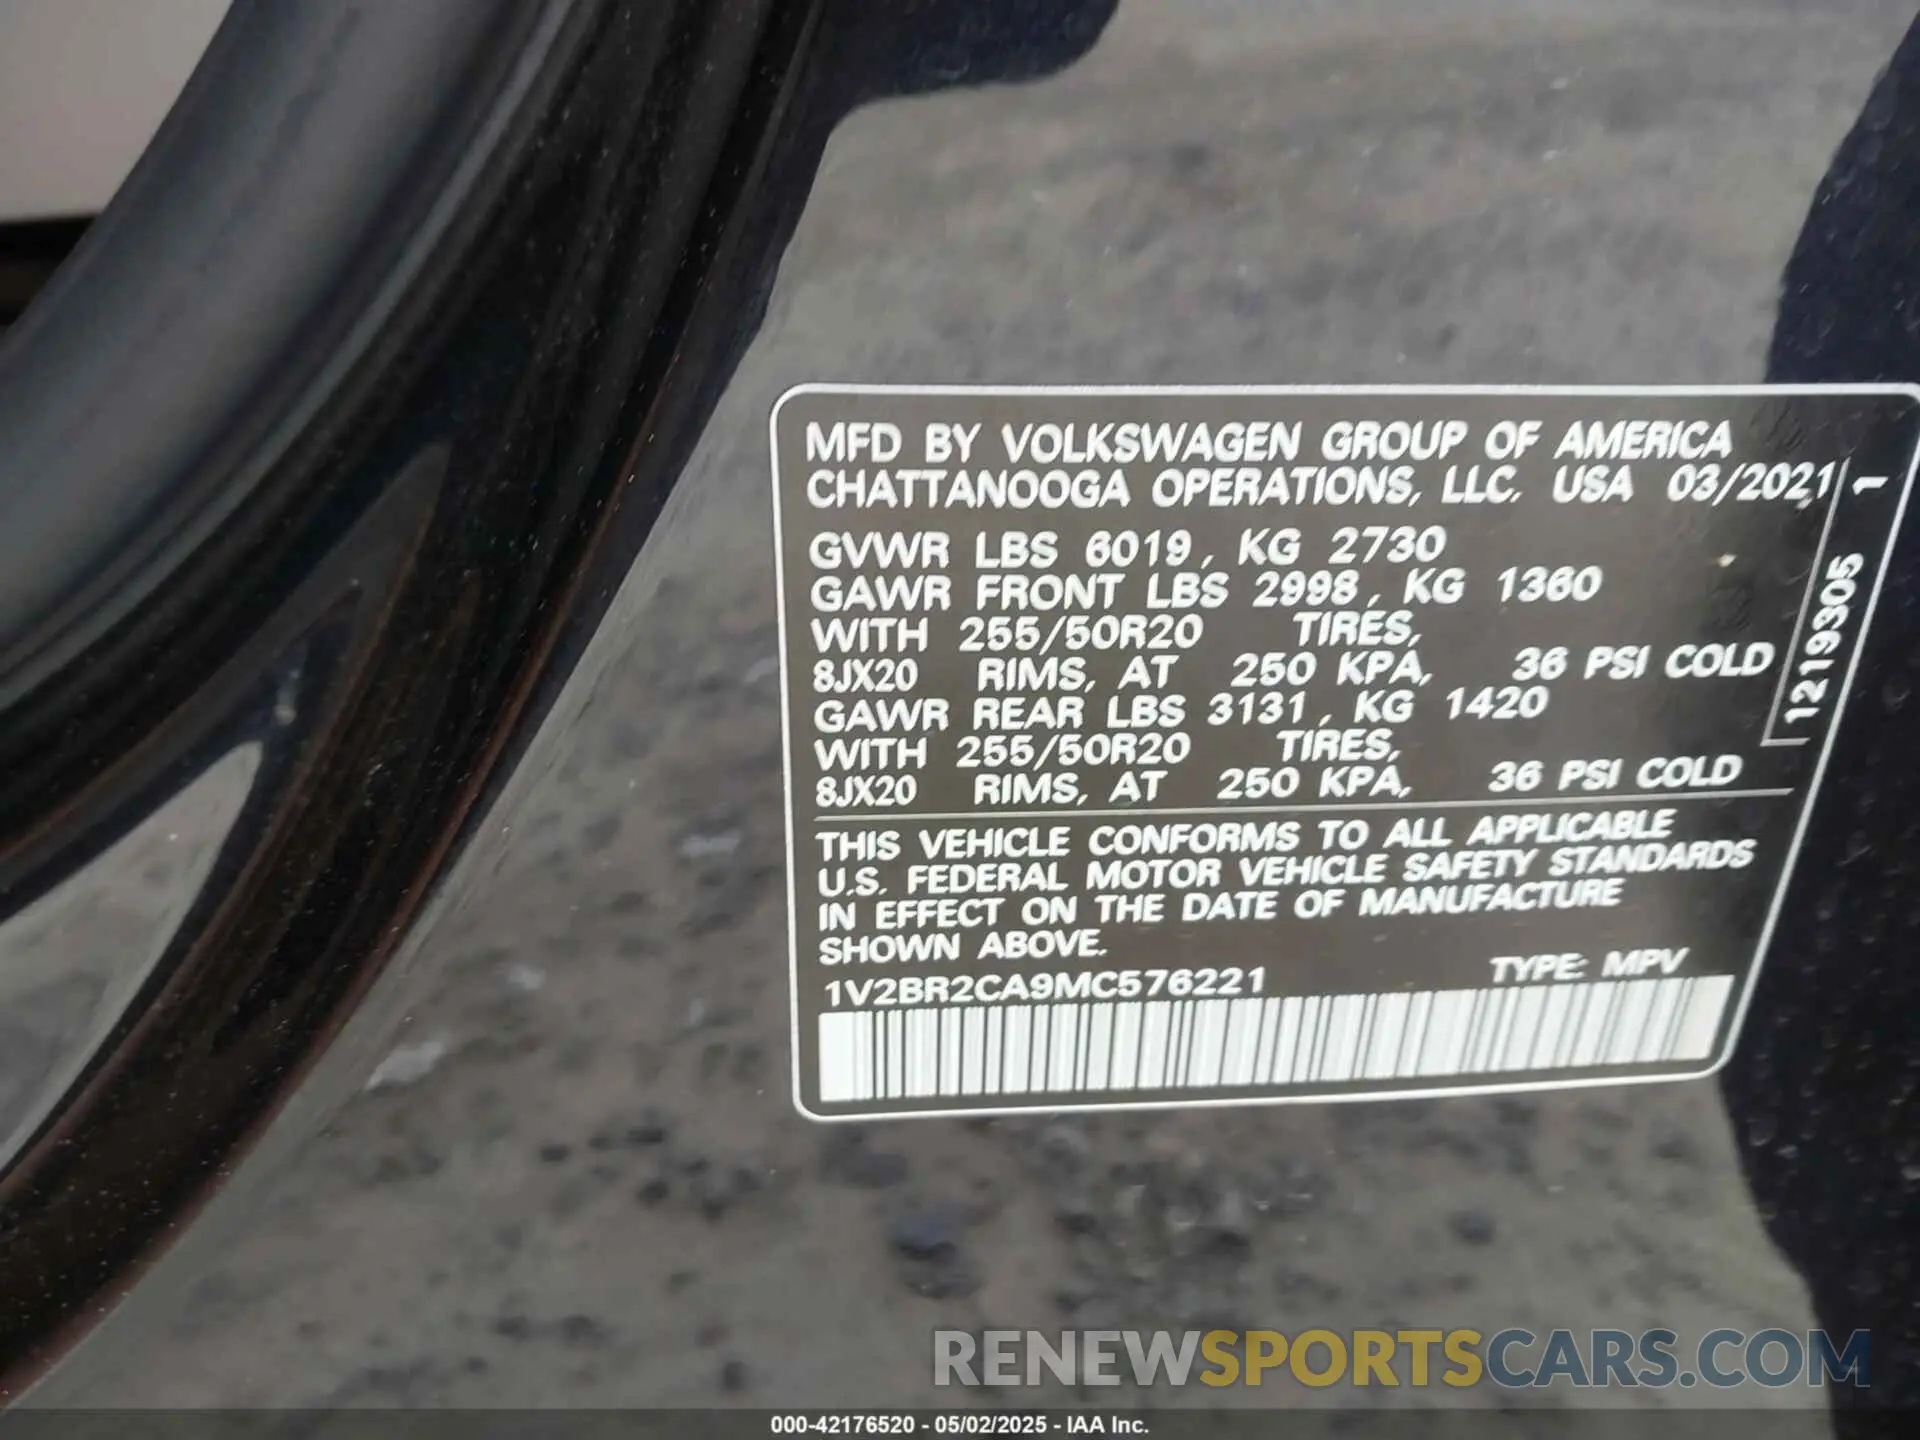 MFD BY VOLKSWAGEN GROUP OF AMERICA
CHATTANOOGA OPERATIONS, LLC. USA 03/2021
GVWR LBS 6019, KG 2730
GAWR FRONT LBS 2998, KG 1360
WITH 255/50R20 TIRES,
8JX20 RIMS, AT 250 KPA, 36 PSI COLD
GAWR REAR LBS 3131, KG 1420
WITH 255/50R20 TIRES,
8JX20 RIMS, AT 250 KPA, 36 PSI COLD
1219305 1
THIS VEHICLE CONFORMS TO ALL APPLICABLE
U.S. FEDERAL MOTOR VEHICLE SAFETY STANDARDS
IN EFFECT ON THE DATE OF MANUFACTURE
SHOWN ABOVE.
1V2BR2CA9MC576221 TYPE: MPV
RENEWSPORTSCARS.COM
000-42176520 - 05/02/2025 - IAA Inc.